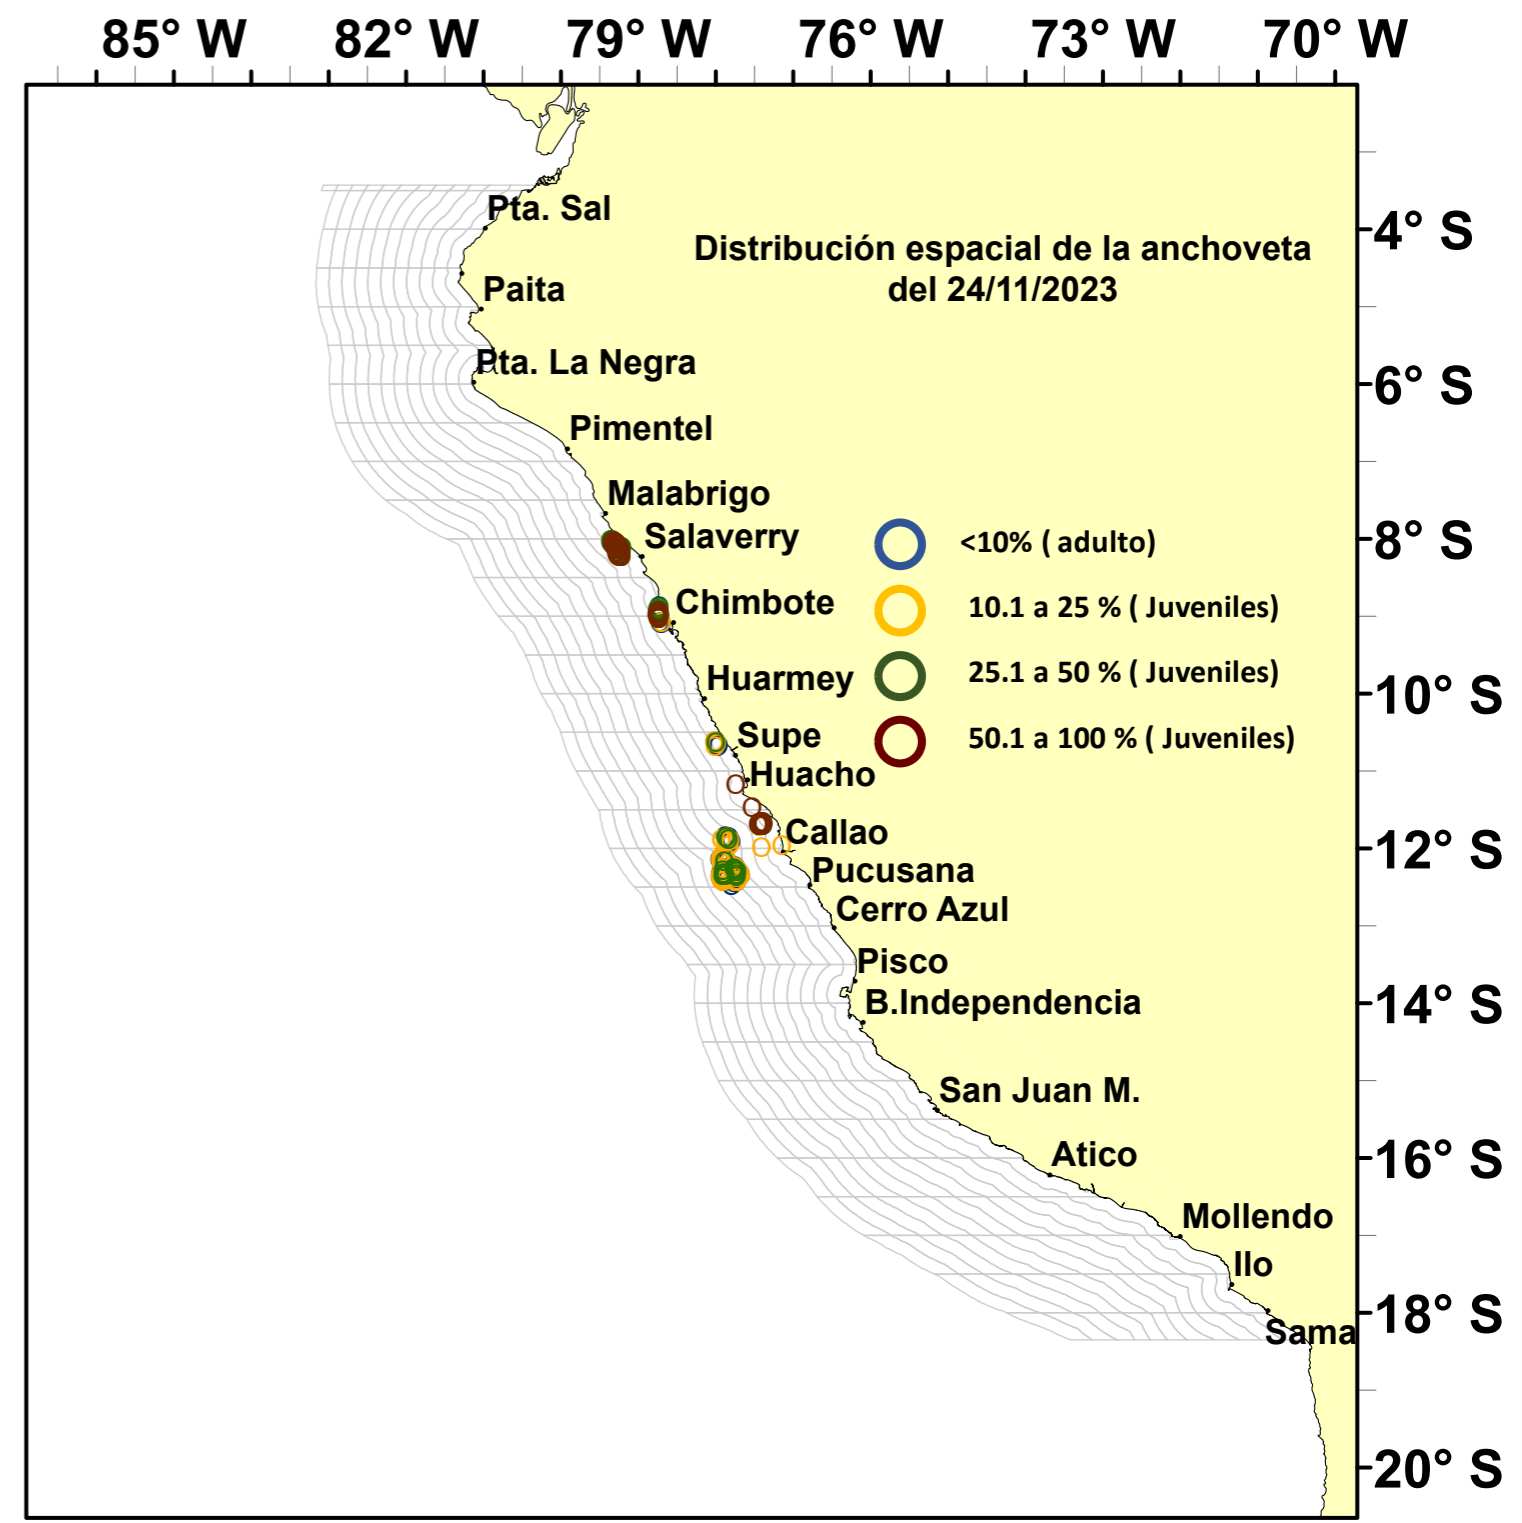 85° W 82° W 79° W 76° W 73° W 70° W
Pta. Sal
4° S
Distribución espacial de la anchoveta
del 24/11/2023
Paita
Pta. La Negra
6° S
Pimentel
Malabrigo
Salaverry
8° S
<10% ( adulto)
Chimbote
10.1 a 25 % ( Juveniles)
Huarmey
25.1 a 50 % ( Juveniles)
10° S
Supe
50.1 a 100 % ( Juveniles)
Huacho
Callao
12° S
Pucusana
Cerro Azul
Pisco
B.Independencia
14° S
San Juan M.
Atico
16° S
Mollendo
Ilo
18° S
Sama
20° S